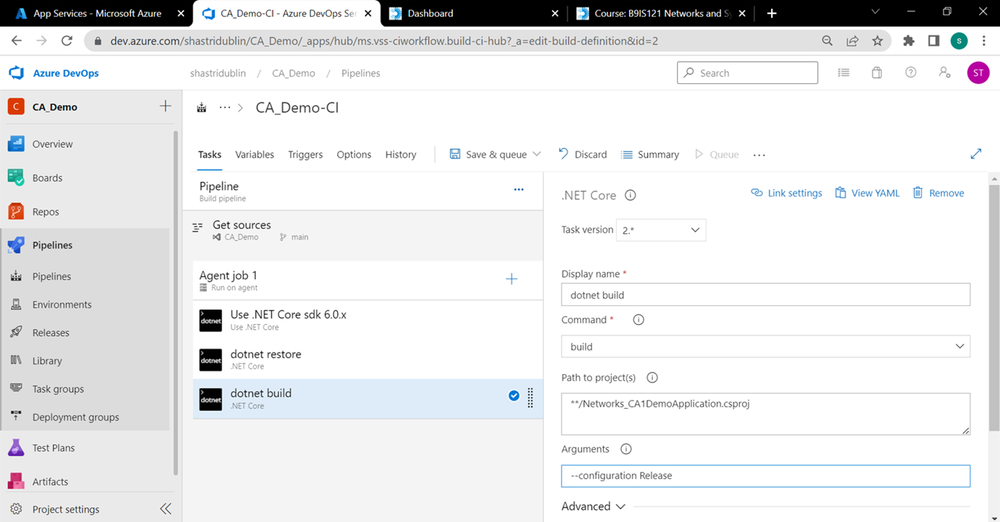 App Services - Microsoft Azure
CA_Demo-CI - Azure DevOps Ser
Dashboard
Course: B9IS121 Networks and Sy
dev.azure.com/shastridublin/CA_Demo/_apps/hub/ms.vss-ciworkflow.build-ci-hub?_a=edit-build-definition&id=2
S
Azure DevOps
shastridublin / CA_Demo / Pipelines
Search
ST
C CA_Demo
Overview
Boards
Repos
Pipelines
Pipelines
Environments
Releases
Library
Task groups
Deployment groups
Test Plans
Artifacts
Project settings
... > CA_Demo-CI
Tasks Variables Triggers Options History Save & queue Discard Summary Queue ...
Pipeline
Build pipeline
Get sources
CA_Demo main
Agent job 1
Run on agent
dotnet
Use .NET Core sdk 6.0.x
Use .NET Core
dotnet
dotnet restore
.NET Core
dotnet
dotnet build
.NET Core
.NET Core
Link settings View YAML Remove
Task version 2.*
Display name *
dotnet build
Command *
build
Path to project(s)
**/Networks_CA1DemoApplication.csproj
Arguments
--configuration Release
Advanced